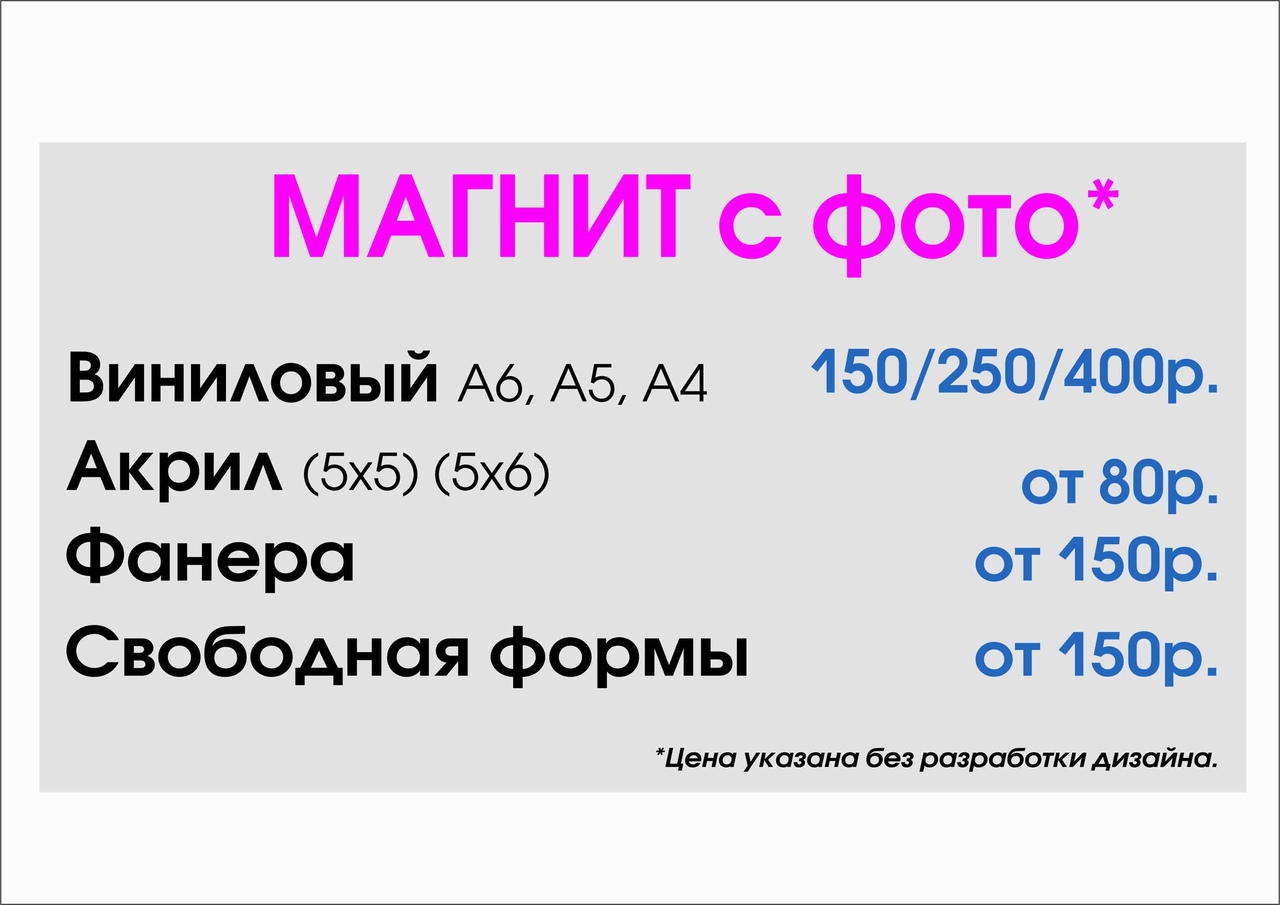 МАГНИТ с фото*
Виниловый А6, А5, А4 150/250/400р.
Акрил (5х5) (5х6) от 80р.
Фанера от 150р.
Свободная формы от 150р.
*Цена указана без разработки дизайна.